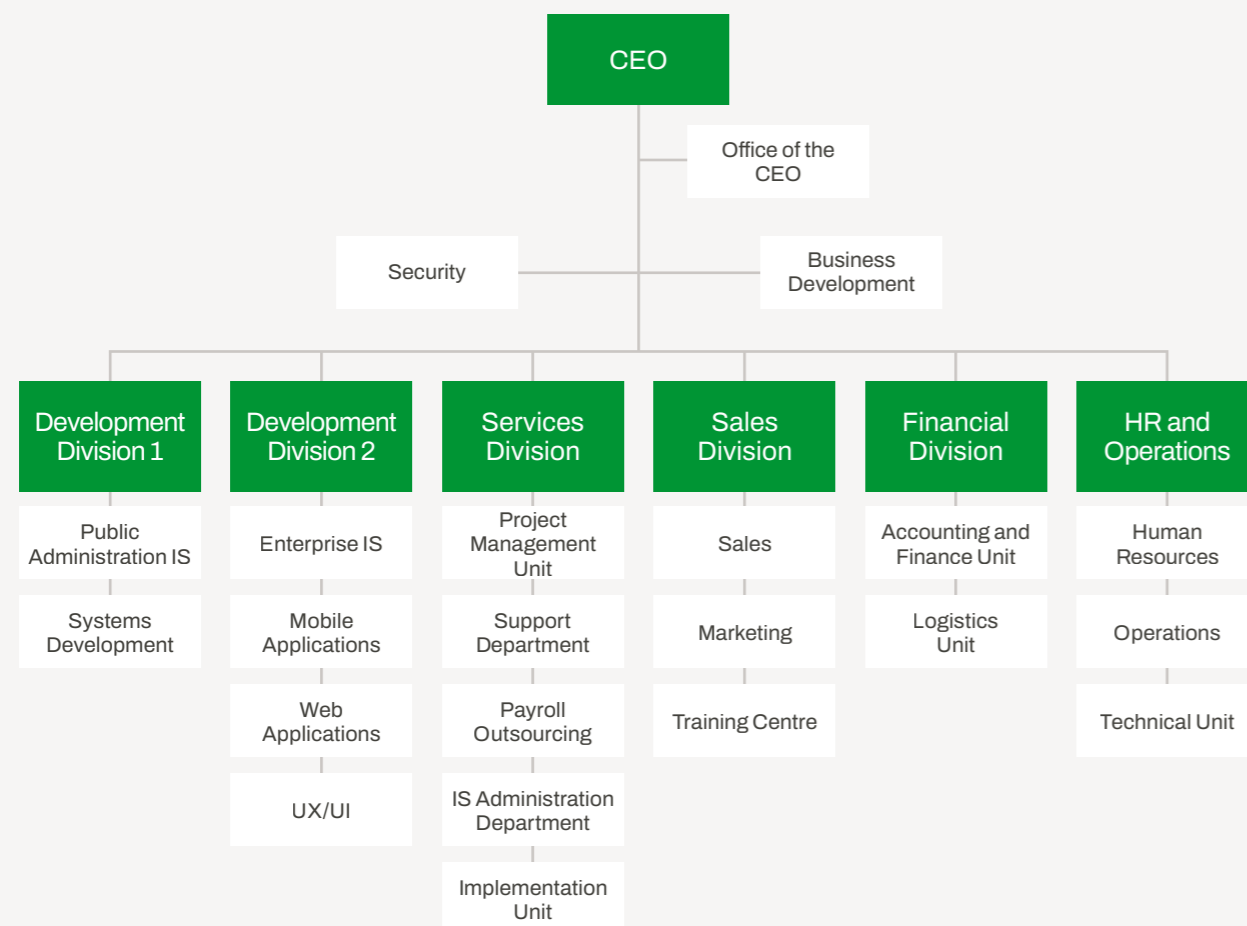 CEO
Office of the
CEO
Security
Business
Development
Development
Division 1
Development
Division 2
Services
Division
Sales
Division
Financial
Division
HR and
Operations
Public
Administration IS
Systems
Development
Enterprise IS
Mobile
Applications
Web
Applications
UX/UI
Project
Management
Unit
Support
Department
Payroll
Outsourcing
IS Administration
Department
Implementation
Unit
Sales
Marketing
Training Centre
Accounting and
Finance Unit
Logistics
Unit
Human
Resources
Operations
Technical Unit